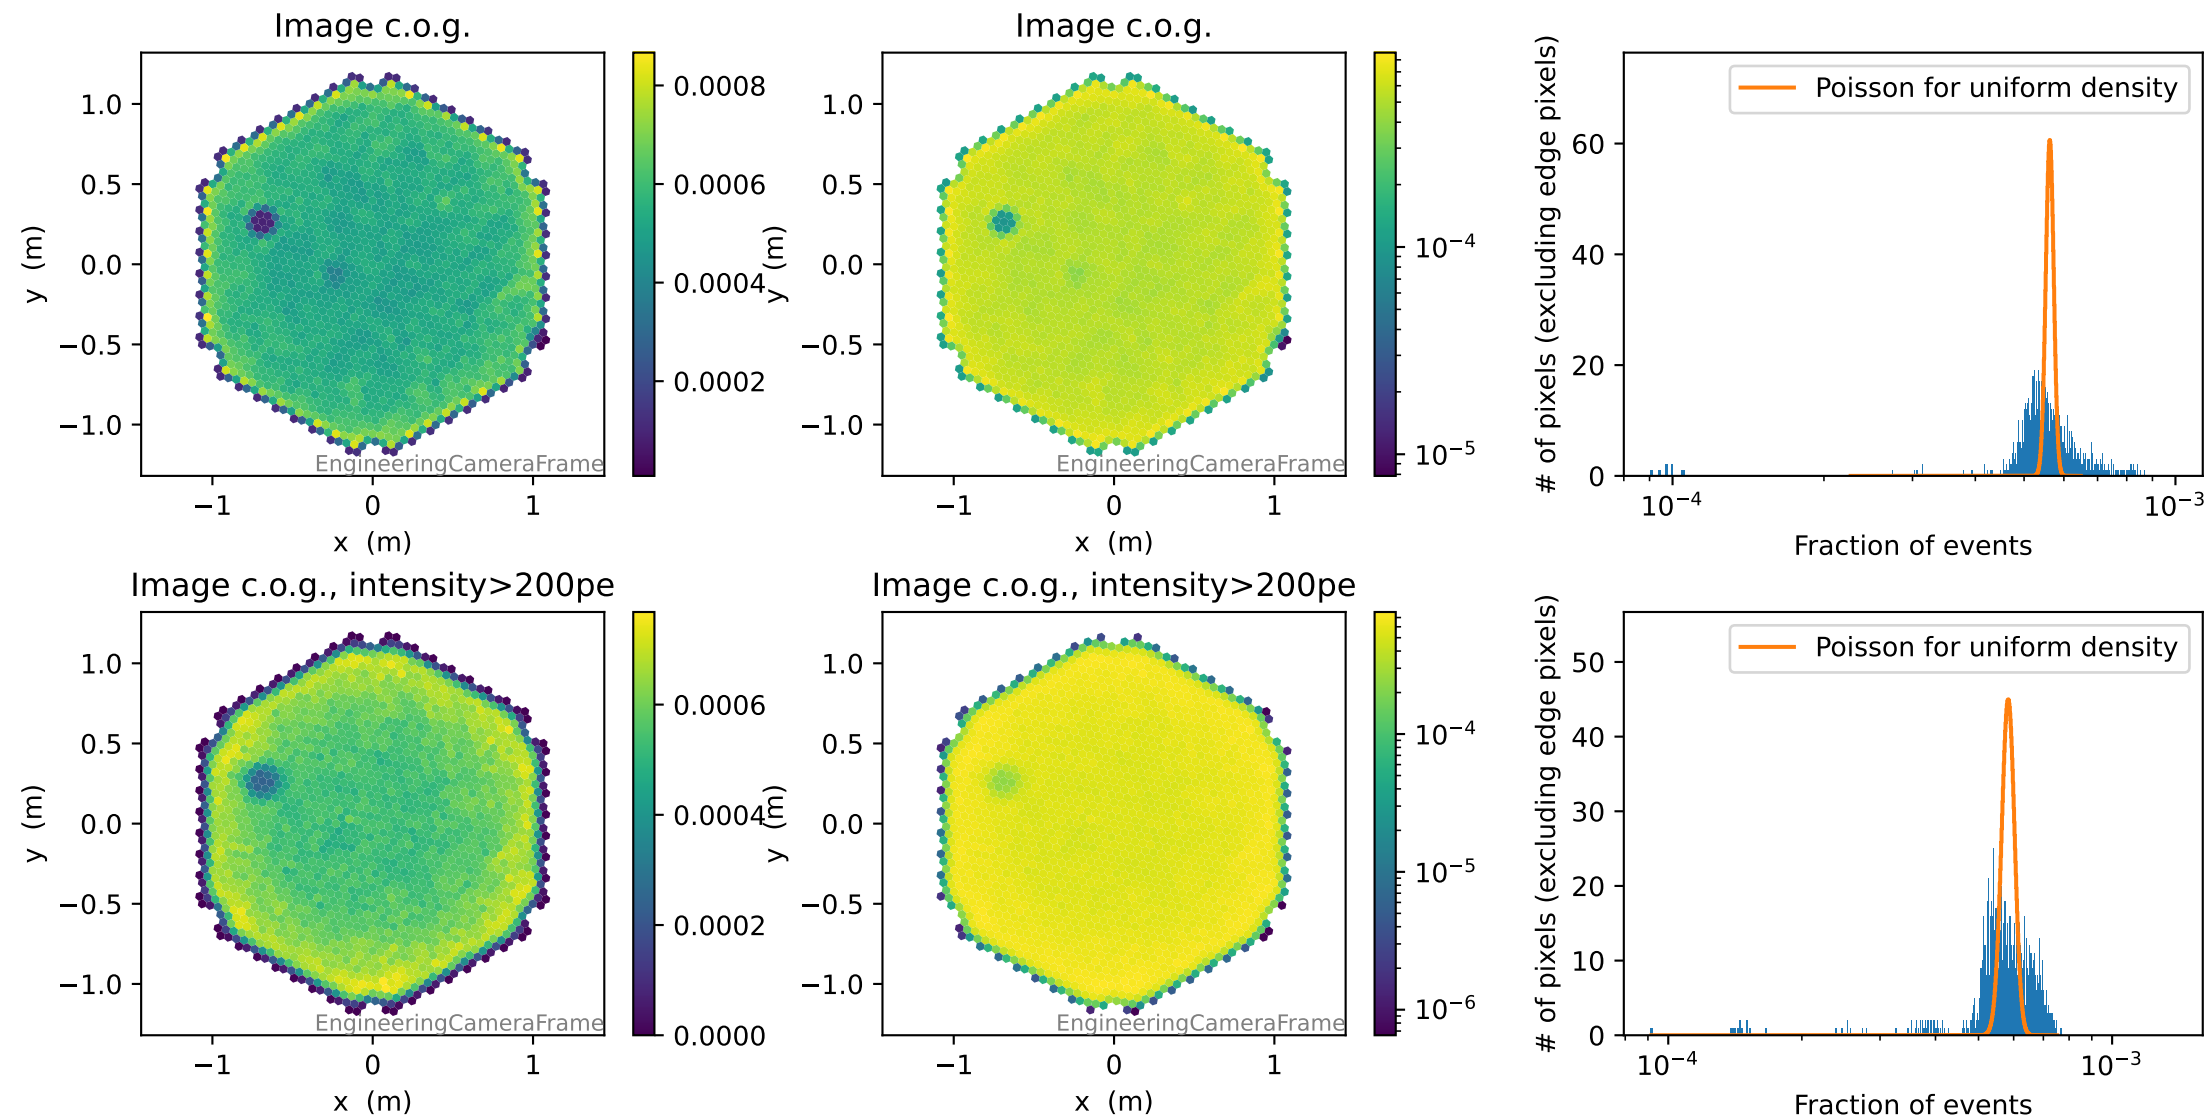 Image c.o.g.
1.0
0.5
0.0
−0.5
−1.0
y (m)
−1
0
1
x (m)
EngineeringCameraFrame
0.0008
0.0006
0.0004
0.0002
Image c.o.g.
1.0
0.5
0.0
−0.5
−1.0
y (m)
−1
0
1
x (m)
EngineeringCameraFrame
10−4
10−5
# of pixels (excluding edge pixels)
60
40
20
0
Poisson for uniform density
10−4
10−3
Fraction of events
Image c.o.g., intensity>200pe
1.0
0.5
0.0
−0.5
−1.0
y (m)
−1
0
1
x (m)
EngineeringCameraFrame
0.0006
0.0004
0.0002
0.0000
Image c.o.g., intensity>200pe
1.0
0.5
0.0
−0.5
−1.0
y (m)
−1
0
1
x (m)
EngineeringCameraFrame
10−4
10−5
10−6
# of pixels (excluding edge pixels)
50
40
30
20
10
0
Poisson for uniform density
10−4
10−3
Fraction of events